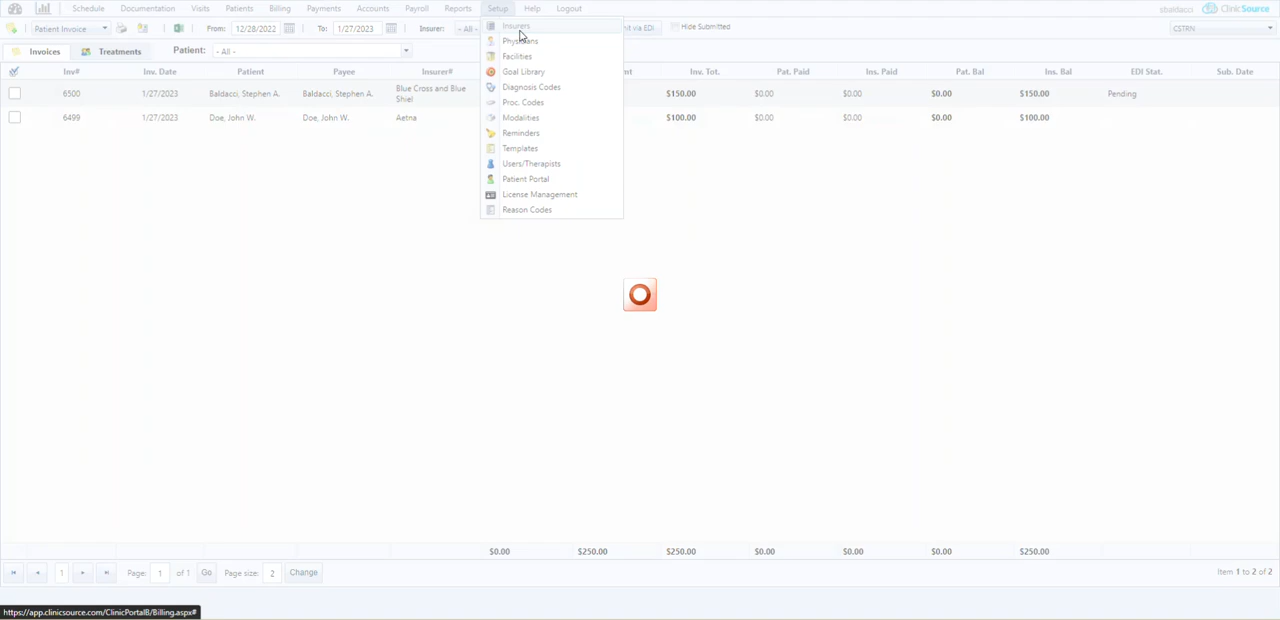 Schedule Documentation Visits Patients Billing Payments Accounts Payroll Reports Setup Help Logout sbaldacci ClinicSource
Patient Invoice From: 12/28/2022 To: 1/27/2023 Insurer: - All - it via EDI Hide Submitted CSTRN
Invoices Treatments Patient: - All -
Inv# Inv. Date Patient Payee Insurer# mt Inv. Tot. Pat. Paid Ins. Paid Pat. Bal Ins. Bal EDI Stat. Sub. Date
6500 1/27/2023 Baldacci, Stephen A. Baldacci, Stephen A. Blue Cross and Blue $150.00 $0.00 $0.00 $0.00 $150.00 Pending
Shiel
6499 1/27/2023 Doe, John W. Doe, John W. Aetna $100.00 $0.00 $0.00 $0.00 $100.00
Insurers
Physicians
Facilities
Goal Library
Diagnosis Codes
Proc. Codes
Modalities
Reminders
Templates
Users/Therapists
Patient Portal
License Management
Reason Codes
$0.00 $250.00 $250.00 $0.00 $0.00 $0.00 $250.00
1 Page: 1 of 1 Go Page size: 2 Change Item 1 to 2 of 2
https://app.clinicsource.com/ClinicPortalB/Billing.aspx#